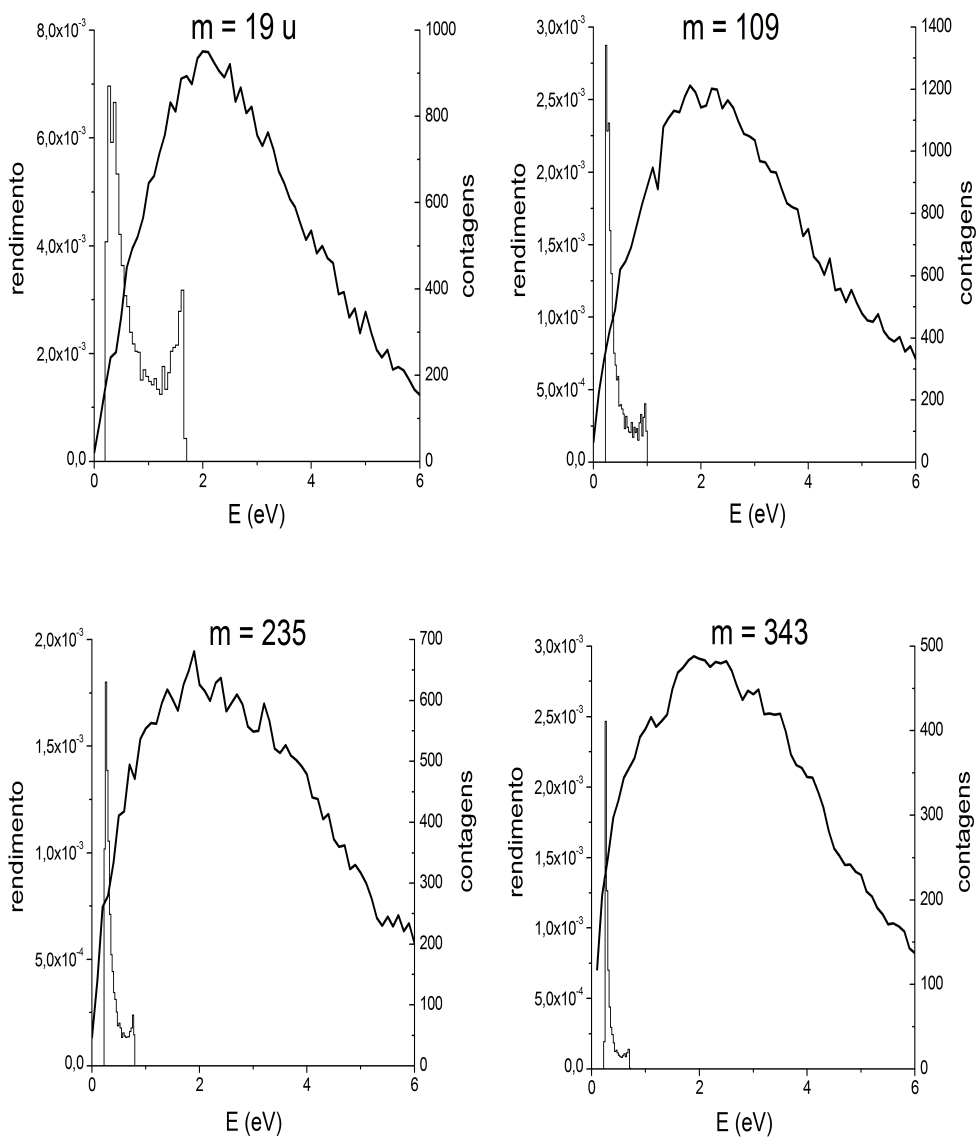 m = 19 u
8,0x10⁻³
6,0x10⁻³
4,0x10⁻³
2,0x10⁻³
0,0
rendimento
1000
800
600
400
200
0
contagens
0 2 4 6
E (eV)
m = 109
3,0x10⁻³
2,5x10⁻³
2,0x10⁻³
1,5x10⁻³
1,0x10⁻³
5,0x10⁻⁴
0,0
rendimento
1400
1200
1000
800
600
400
200
0
contagens
0 2 4 6
E (eV)
m = 235
2,0x10⁻³
1,5x10⁻³
1,0x10⁻³
5,0x10⁻⁴
0,0
rendimento
700
600
500
400
300
200
100
0
contagens
0 2 4 6
E (eV)
m = 343
3,0x10⁻³
2,5x10⁻³
2,0x10⁻³
1,5x10⁻³
1,0x10⁻³
5,0x10⁻⁴
0,0
rendimento
500
400
300
200
100
0
contagens
0 2 4 6
E (eV)